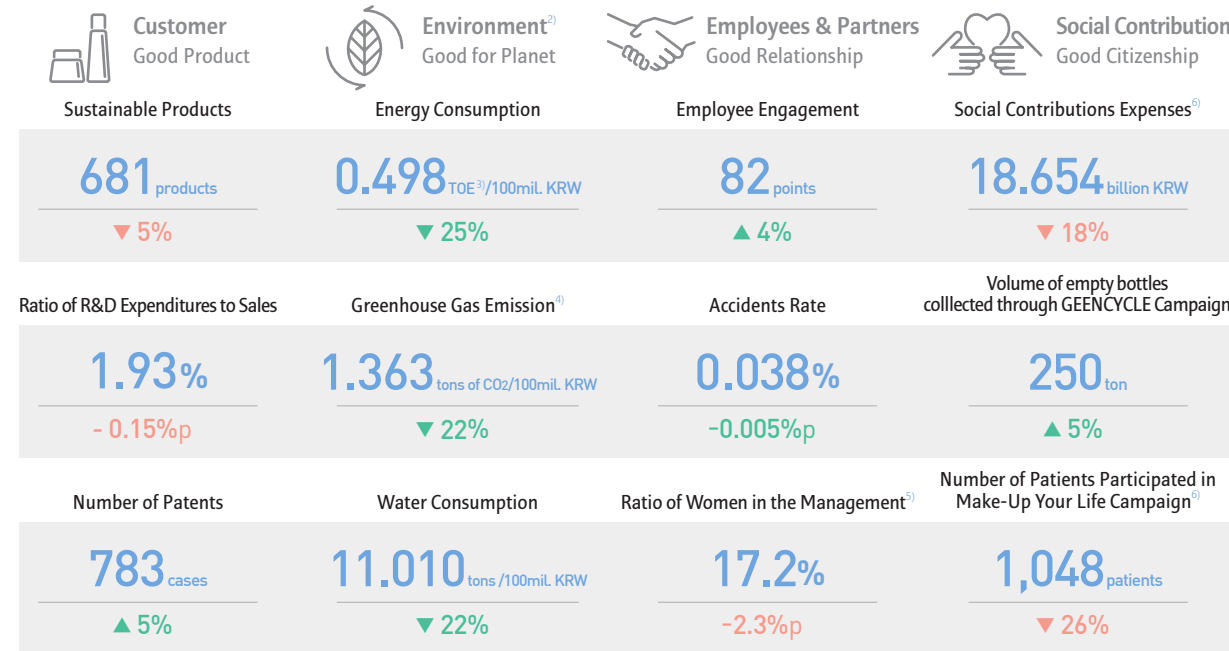 Customer
Good Product
Environment2)
Good for Planet
Employees & Partners
Good Relationship
Social Contribution
Good Citizenship
Sustainable Products
Energy Consumption
Employee Engagement
Social Contributions Expenses6)
681 products
0.498 TOE3)/100mil. KRW
82 points
18.654 billion KRW
▼ 5%
▼ 25%
▲ 4%
▼ 18%
Ratio of R&D Expenditures to Sales
Greenhouse Gas Emission4)
Accidents Rate
Volume of empty bottles
colllected through GEENCYCLE Campaign
1.93%
1.363 tons of CO2/100mil. KRW
0.038%
250 ton
- 0.15%p
▼ 22%
-0.005%p
▲ 5%
Number of Patents
Water Consumption
Ratio of Women in the Management5)
Number of Patients Participated in
Make-Up Your Life Campaign6)
783 cases
11.010 tons /100mil. KRW
17.2%
1,048 patients
▲ 5%
▼ 22%
-2.3%p
▼ 26%